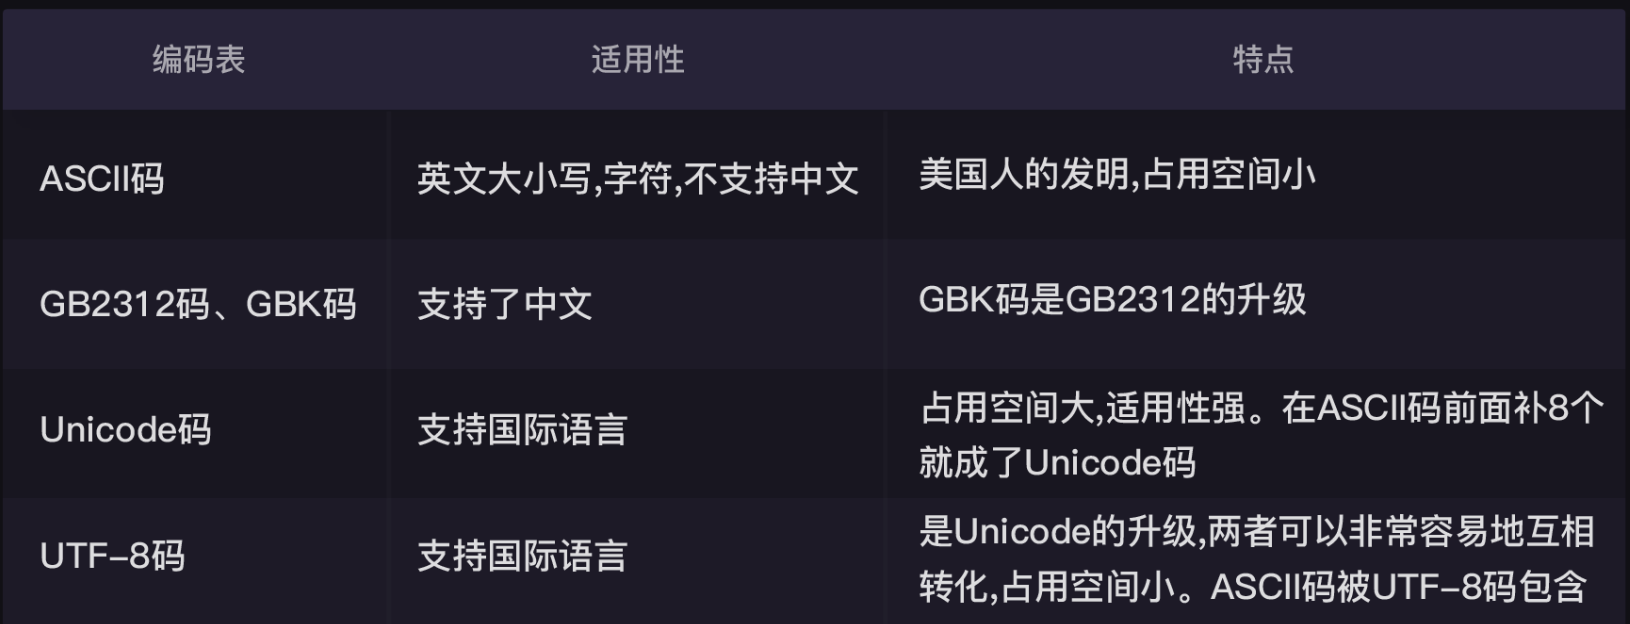 编码表 适用性 特点
ASCII码 英文大小写,字符,不支持中文 美国人的发明,占用空间小
GB2312码、GBK码 支持了中文 GBK码是GB2312的升级
Unicode码 支持国际语言 占用空间大,适用性强。在ASCII码前面补8个
就成了Unicode码
UTF-8码 支持国际语言 是Unicode的升级,两者可以非常容易地互相
转化,占用空间小。ASCII码被UTF-8码包含